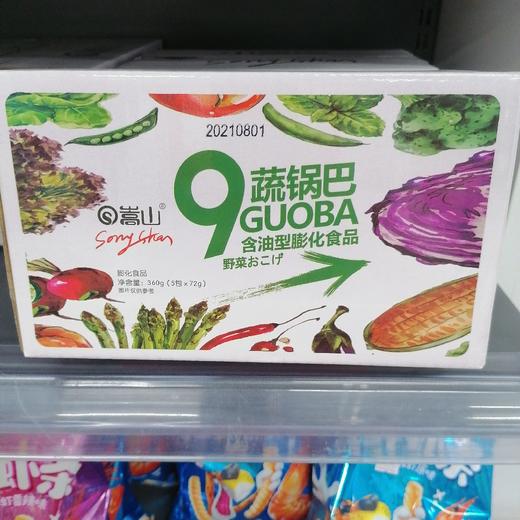 20210801
嵩山®
Song Shan
9蔬锅巴
GUOBA
含油型膨化食品
野菜おこげ
膨化食品
净含量:360g(5包×72g)
图片仅供参考
虾条